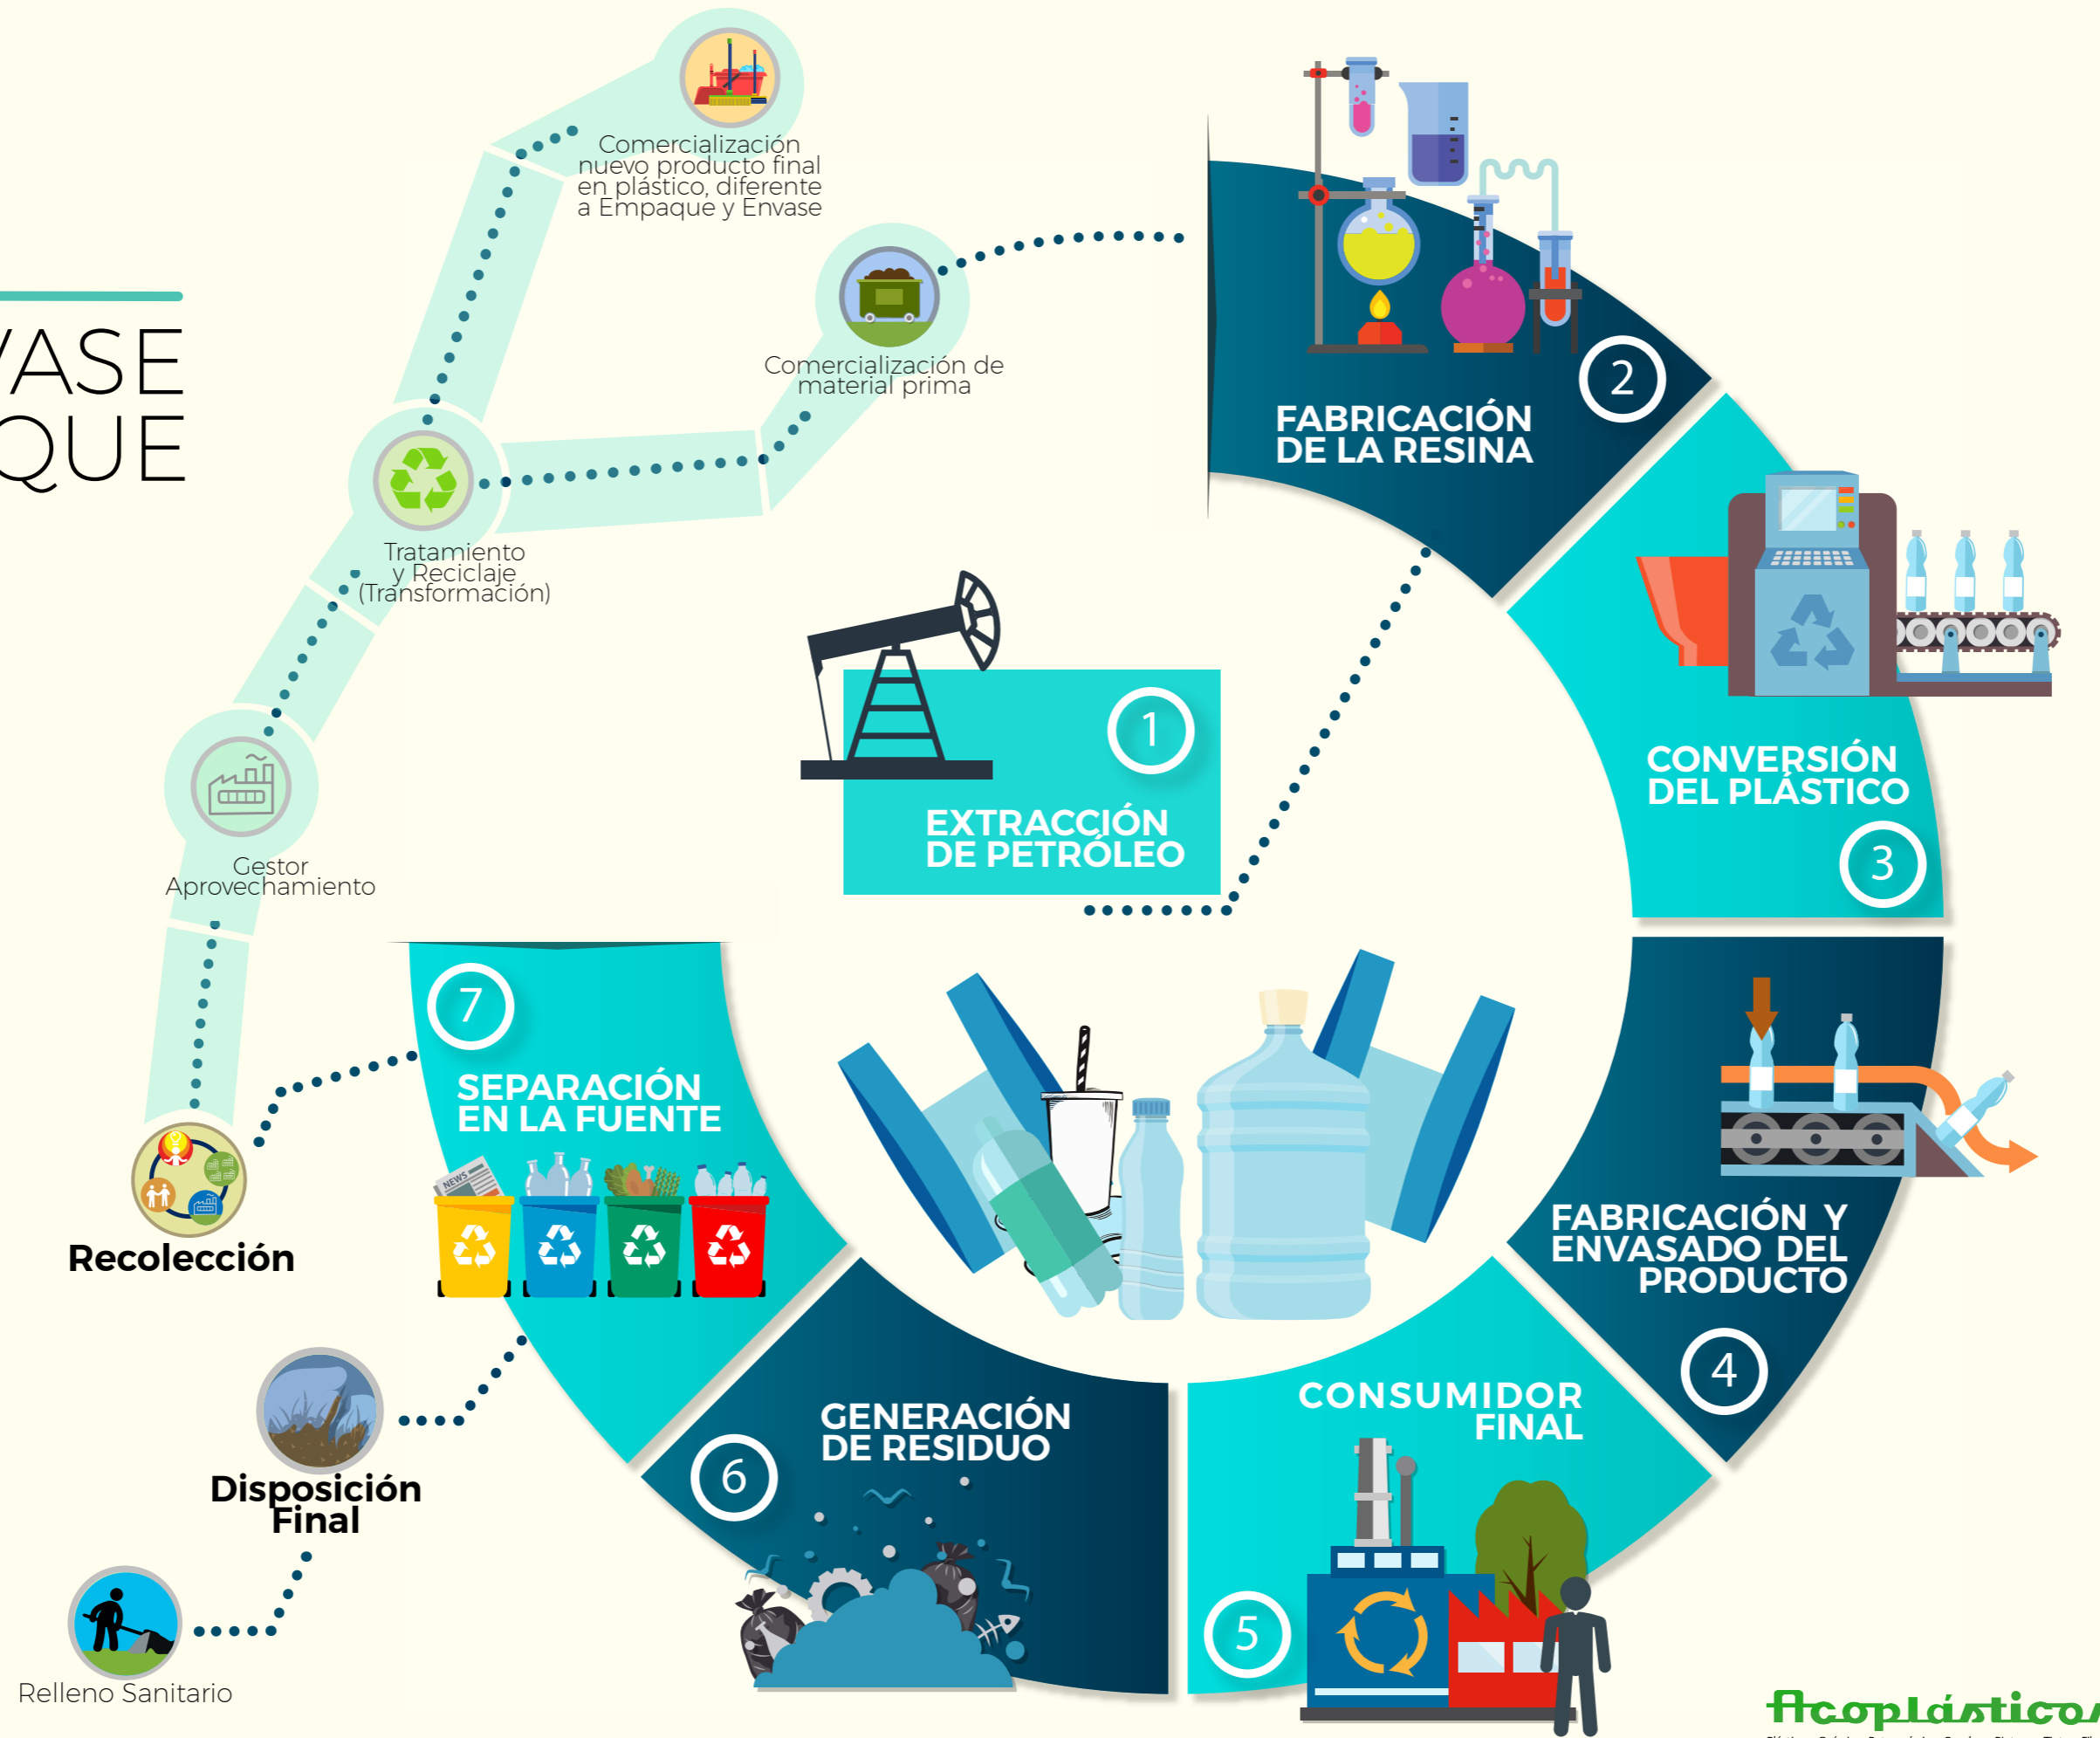 VASE
QUE
Comercialización
nuevo producto final
en plástico, diferente
a Empaque y Envase
Comercialización de
material prima
Tratamiento
y Reciclaje
(Transformación)
Gestor
Aprovechamiento
Recolección
Disposición
Final
Relleno Sanitario
1
EXTRACCIÓN
DE PETRÓLEO
2
FABRICACIÓN
DE LA RESINA
CONVERSIÓN
DEL PLÁSTICO
3
FABRICACIÓN Y
ENVASADO DEL
PRODUCTO
4
CONSUMIDOR
FINAL
5
GENERACIÓN
DE RESIDUO
6
7
SEPARACIÓN
EN LA FUENTE
NEWS
Acoplásticos